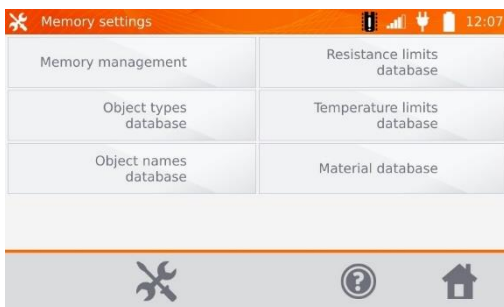 Memory settings
12:07
Memory management
Resistance limits
database
Object types
database
Temperature limits
database
Object names
database
Material database
?